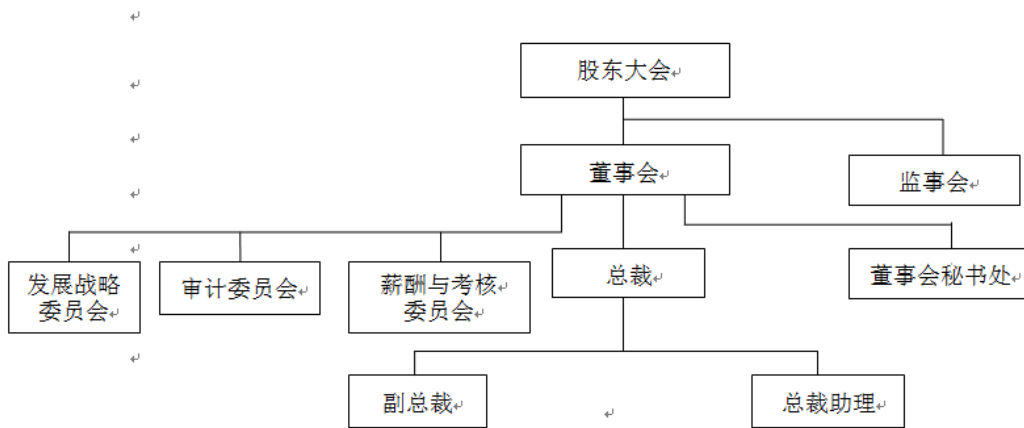 股东大会
董事会
监事会
发展战略
委员会
审计委员会
薪酬与考核
委员会
总裁
董事会秘书处
副总裁
总裁助理